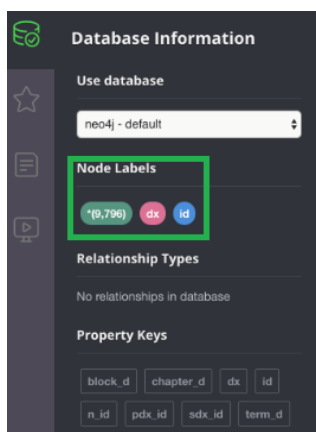 Database Information
Use database
neo4j - default
Node Labels
*(9,796) dx id
Relationship Types
No relationships in database
Property Keys
block_d chapter_d dx id
n_id pdx_id sdx_id term_d